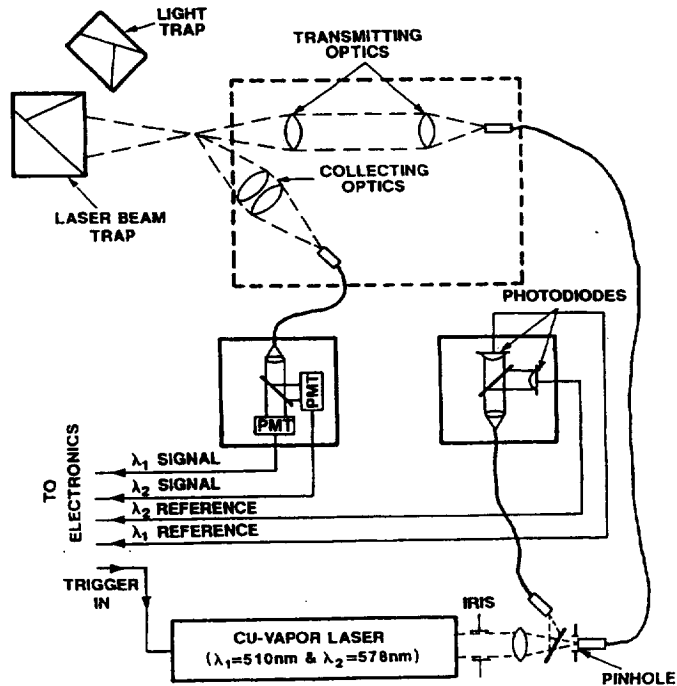 LIGHT
TRAP
TRANSMITTING
OPTICS
COLLECTING
OPTICS
LASER BEAM
TRAP
PHOTODIODES
PMT
PMT
TO
ELECTRONICS
λ1 SIGNAL
λ2 SIGNAL
λ2 REFERENCE
λ1 REFERENCE
TRIGGER
IN
IRIS
CU-VAPOR LASER
(λ1=510nm & λ2=578nm)
PINHOLE